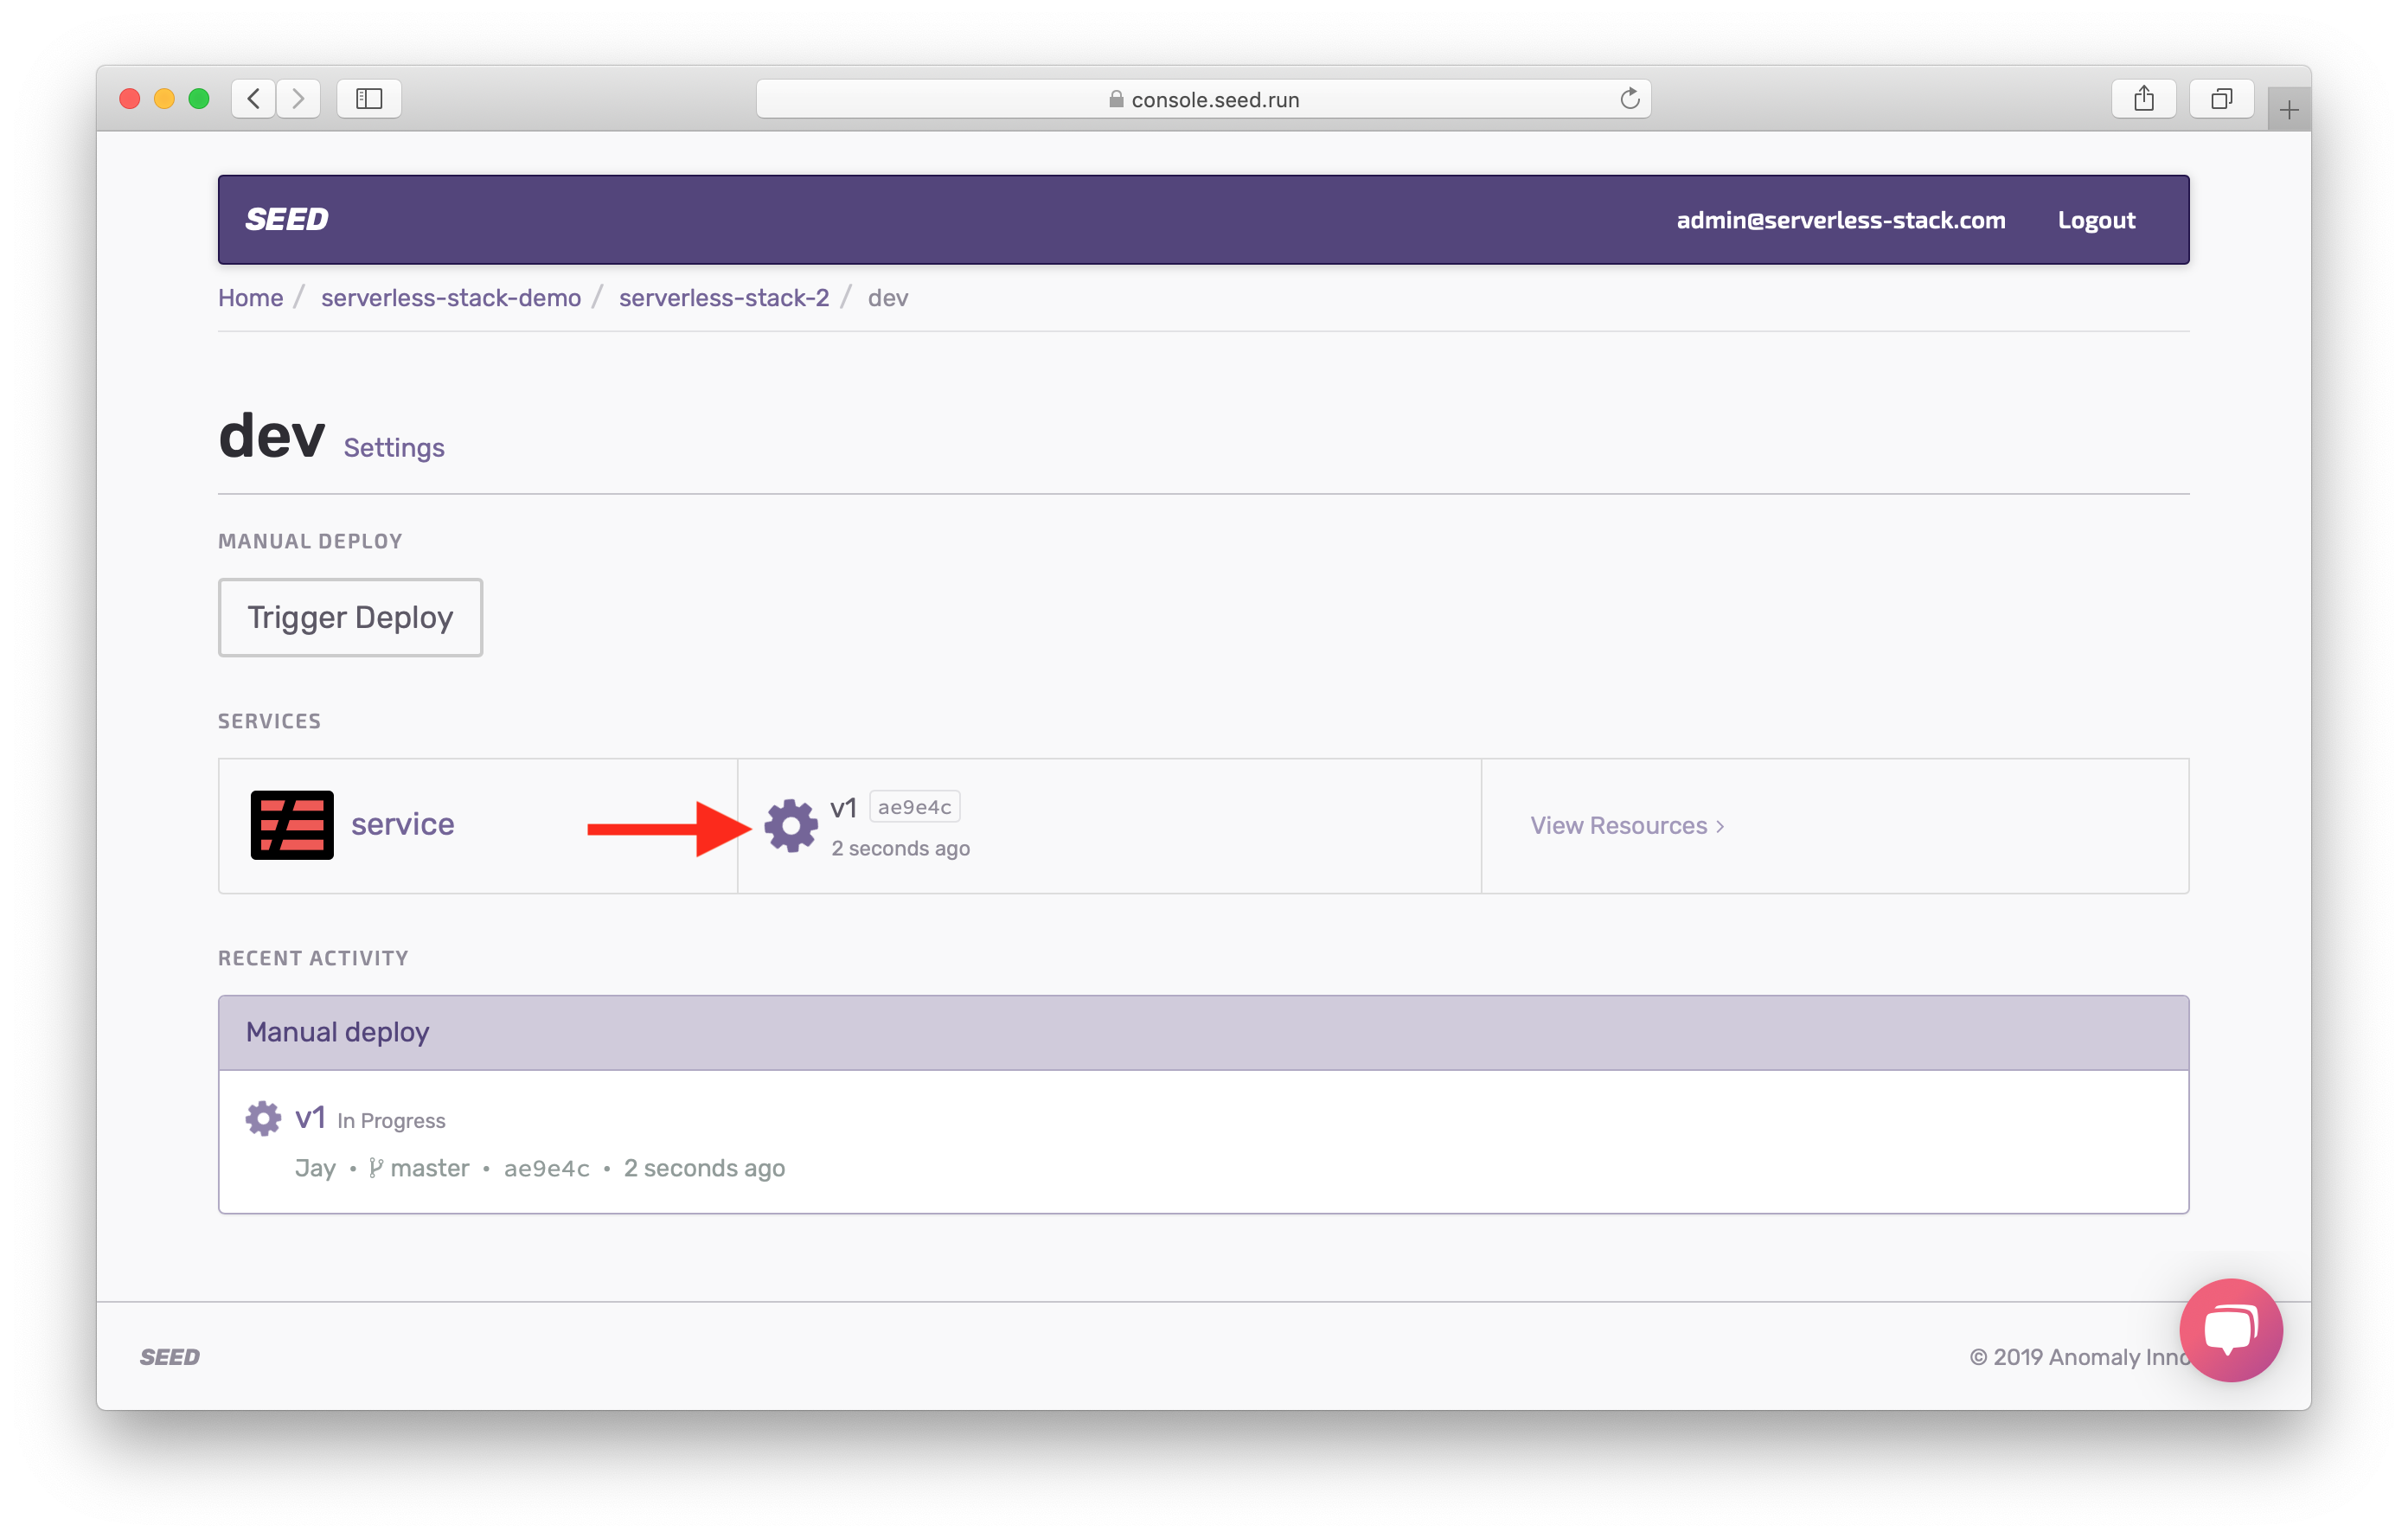 console.seed.run
SEED
admin@serverless-stack.com Logout
Home / serverless-stack-demo / serverless-stack-2 / dev
dev Settings
MANUAL DEPLOY
Trigger Deploy
SERVICES
service
v1 ae9e4c
2 seconds ago
View Resources >
RECENT ACTIVITY
Manual deploy
v1 In Progress
Jay • master • ae9e4c • 2 seconds ago
SEED
© 2019 Anomaly